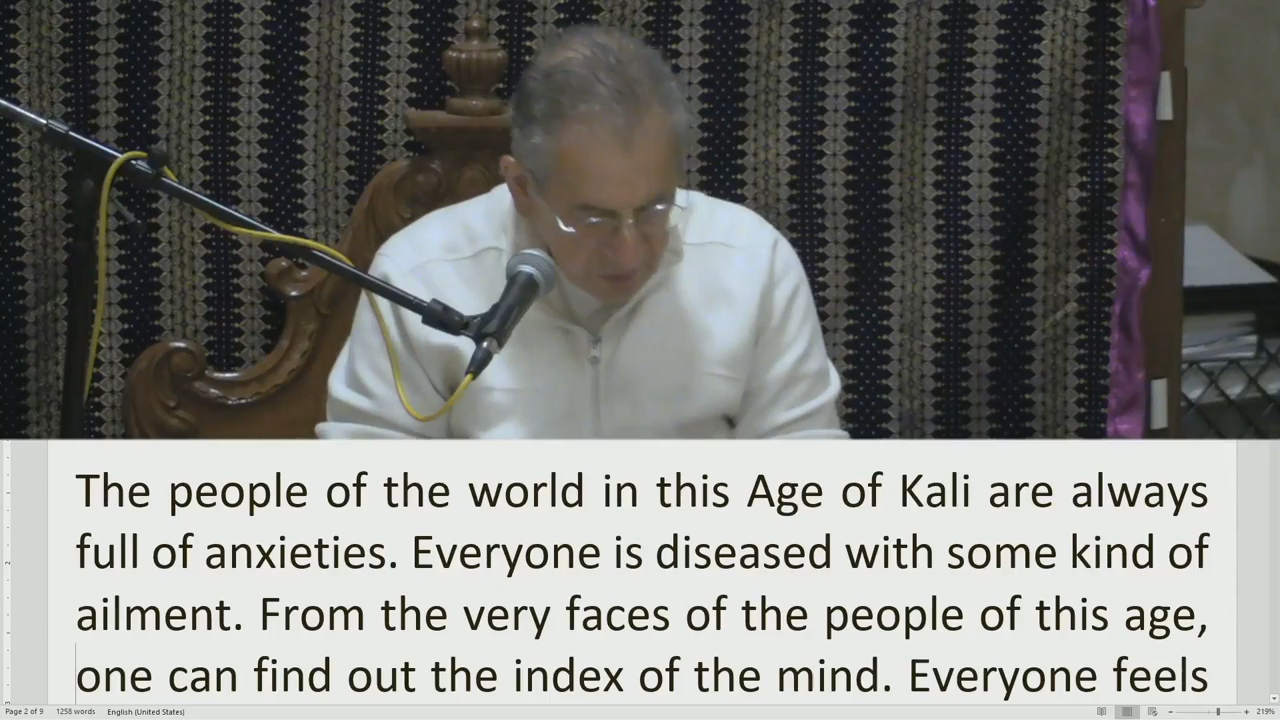 The people of the world in this Age of Kali are always
full of anxieties. Everyone is diseased with some kind of
ailment. From the very faces of the people of this age,
one can find out the index of the mind. Everyone feels
Page 2 of 9 1258 words English (United States) 219%